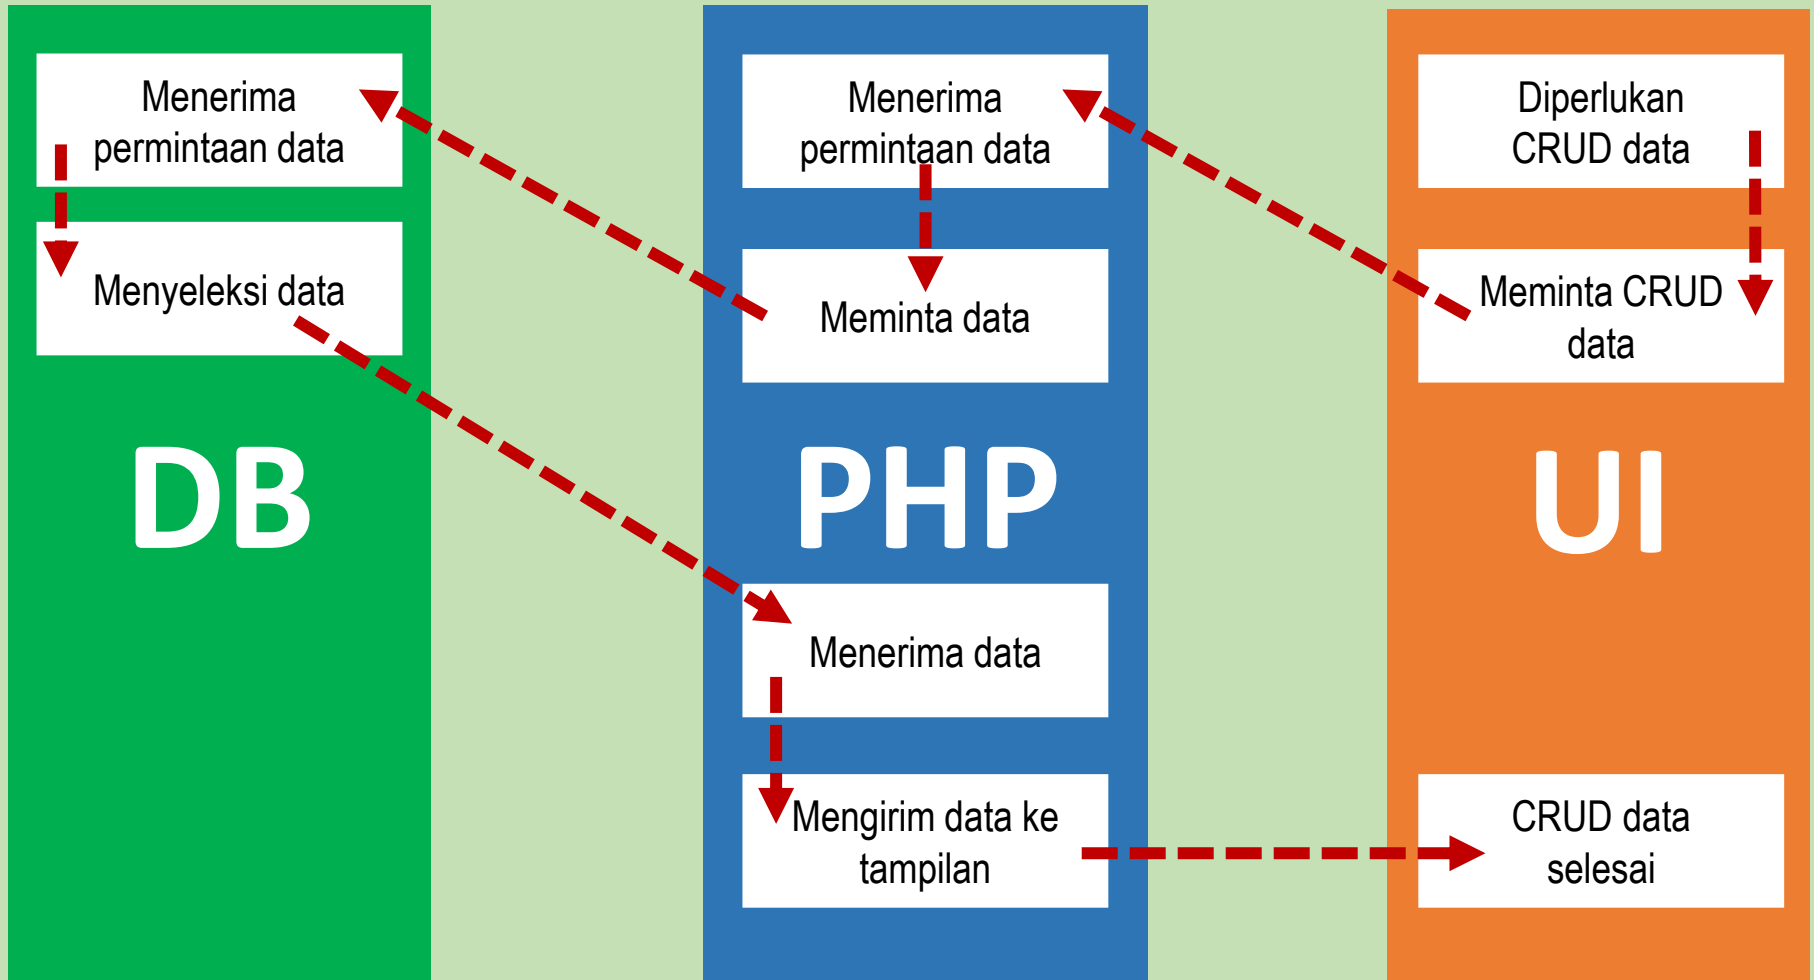 Menerima
permintaan data
Menyeleksi data
DB
Menerima
permintaan data
Meminta data
PHP
Menerima data
Mengirim data ke
tampilan
Diperlukan
CRUD data
Meminta CRUD
data
UI
CRUD data
selesai